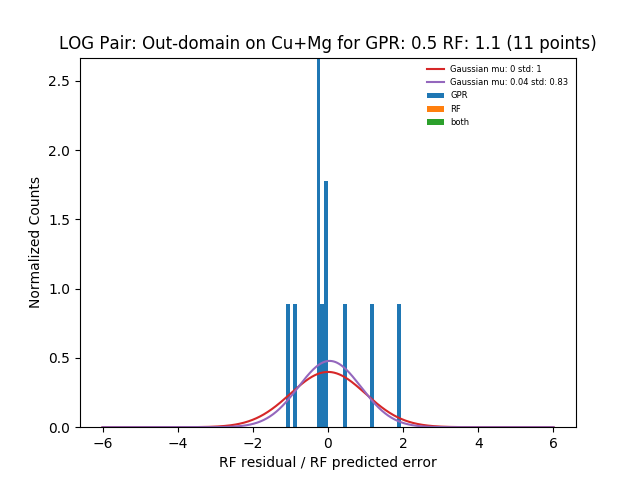 LOG Pair: Out-domain on Cu+Mg for GPR: 0.5 RF: 1.1 (11 points)
Gaussian mu: 0 std: 1
Gaussian mu: 0.04 std: 0.83
GPR
RF
both
Normalized Counts
2.5
2.0
1.5
1.0
0.5
0.0
−6 −4 −2 0 2 4 6
RF residual / RF predicted error